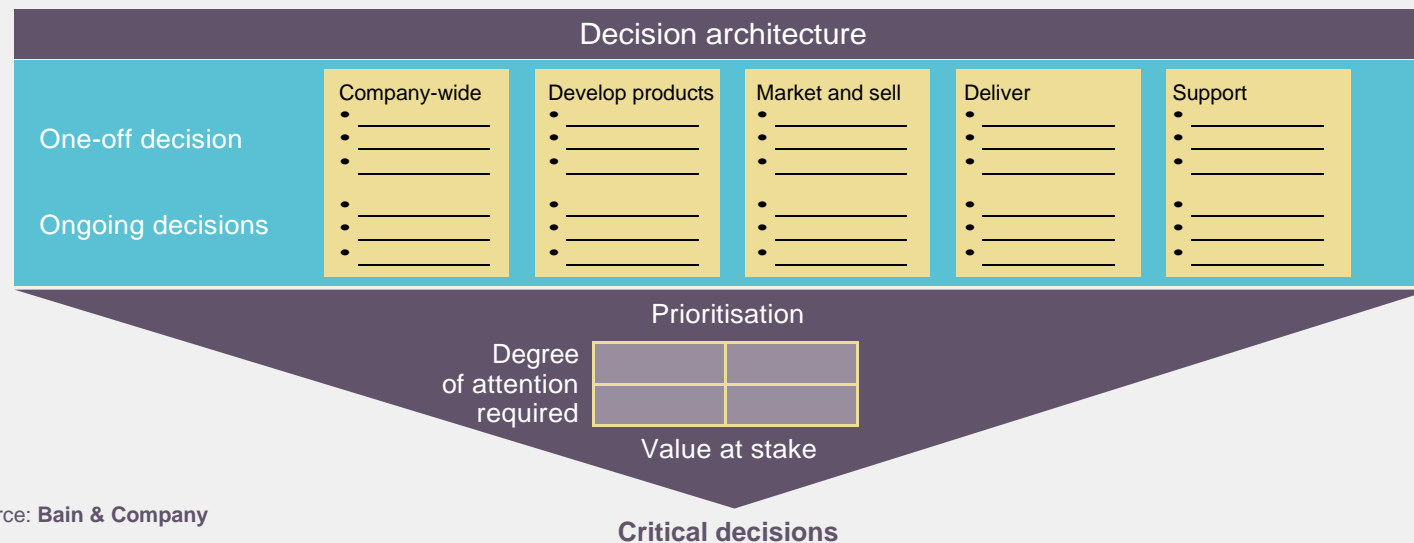 Decision architecture
Company-wide
Develop products
Market and sell
Deliver
Support
One-off decision
Ongoing decisions
Prioritisation
Degree
of attention
required
Value at stake
rce: Bain & Company
Critical decisions